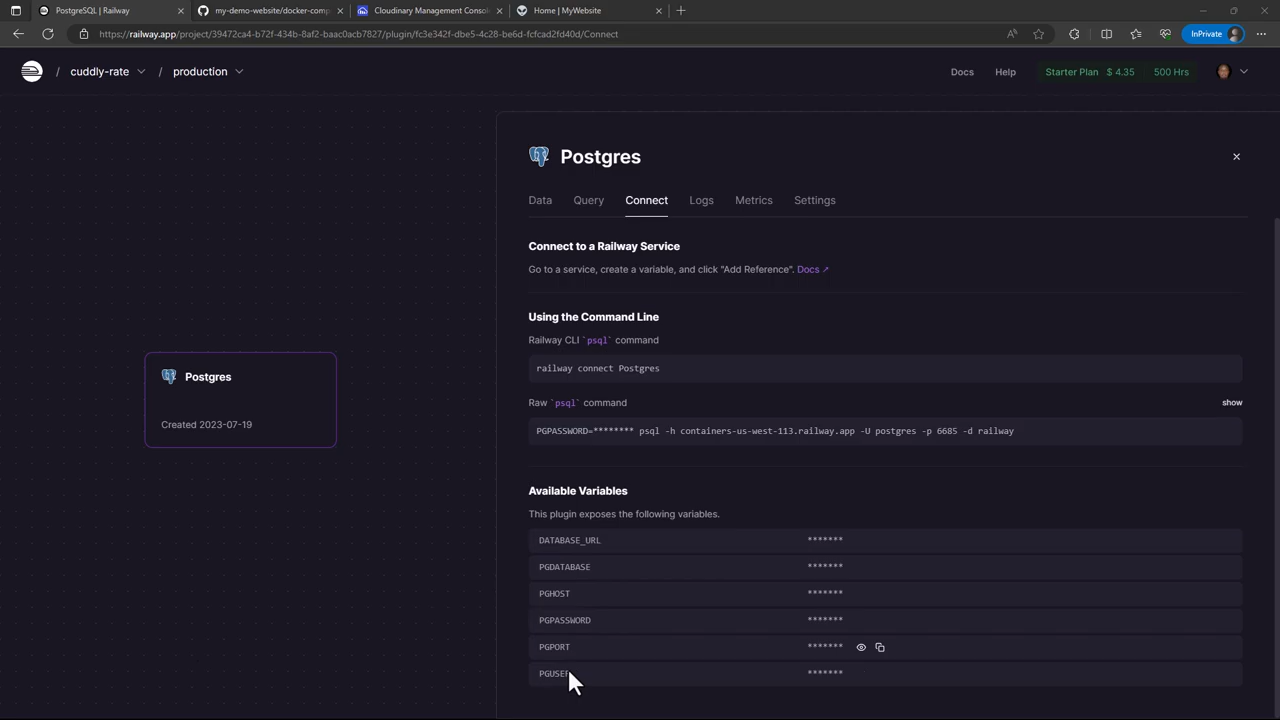 PostgreSQL | Railway
my-demo-website/docker-comp
Cloudinary Management Consol
Home | MyWebsite
https://railway.app/project/39472ca4-b72f-434b-8af2-baac0acb7827/plugin/fc3e342f-dbe5-4c28-be6d-fcfcad2fd40d/Connect
InPrivate
/ cuddly-rate / production
Docs Help Starter Plan $ 4.35 500 Hrs
Postgres
Data Query Connect Logs Metrics Settings
Connect to a Railway Service
Go to a service, create a variable, and click "Add Reference". Docs ↗
Using the Command Line
Railway CLI `psql` command
railway connect Postgres
Raw `psql` command show
PGPASSWORD=******** psql -h containers-us-west-113.railway.app -U postgres -p 6685 -d railway
Postgres
Created 2023-07-19
Available Variables
This plugin exposes the following variables.
DATABASE_URL *******
PGDATABASE *******
PGHOST *******
PGPASSWORD *******
PGPORT *******
PGUSER *******